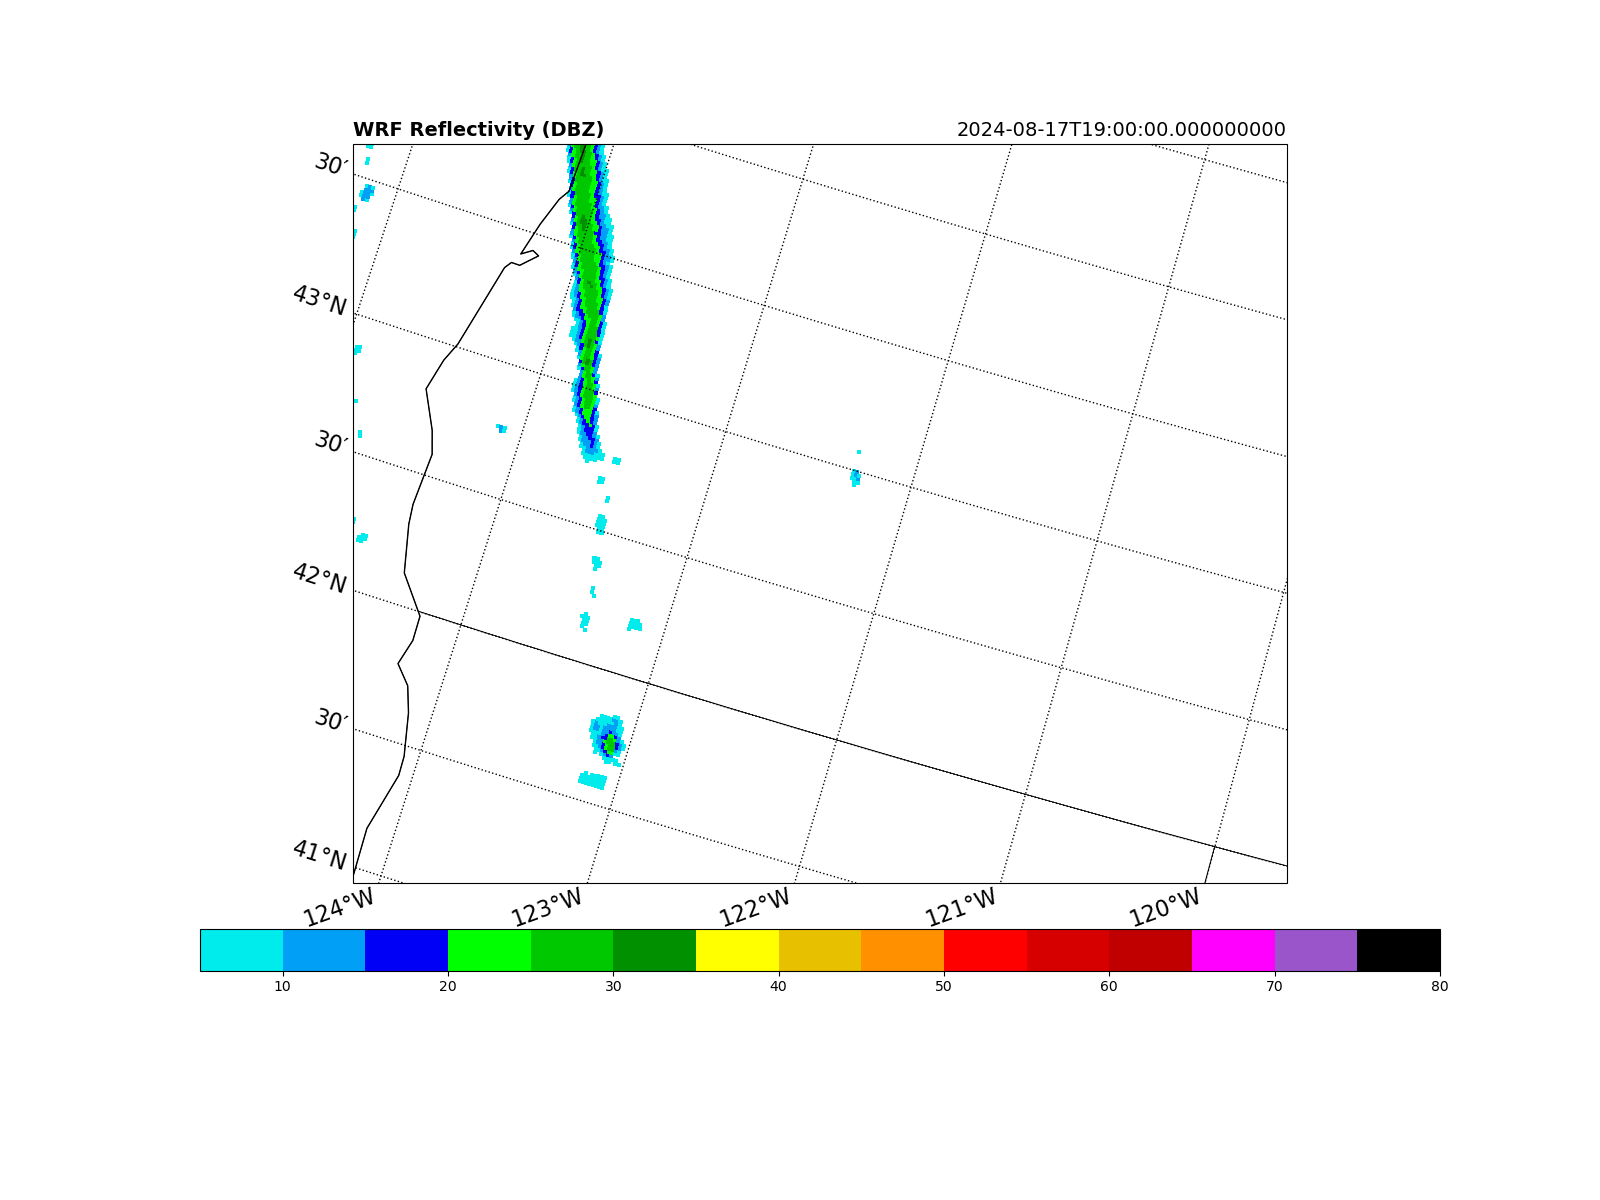 WRF Reflectivity (DBZ)
2024-08-17T19:00:00.000000000
30′
43°N
30′
42°N
30′
41°N
124°W
123°W
122°W
121°W
120°W
10
20
30
40
50
60
70
80